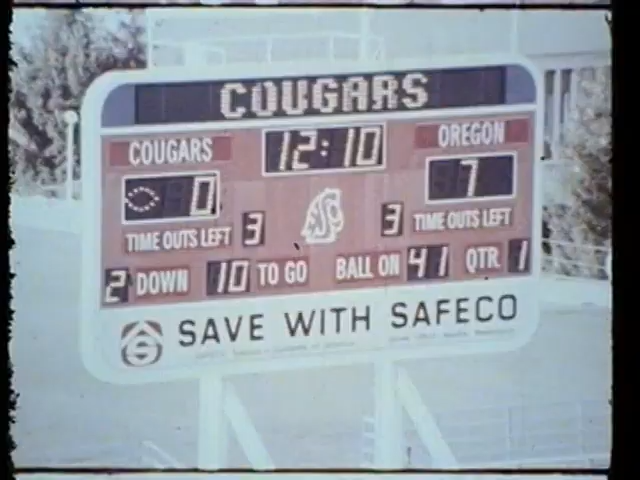 COUGARS
COUGARS 12:10 OREGON
0 7
TIME OUTS LEFT 3 WSC 3 TIME OUTS LEFT
2 DOWN 10 TO GO BALL ON 41 QTR 1
SAVE WITH SAFECO